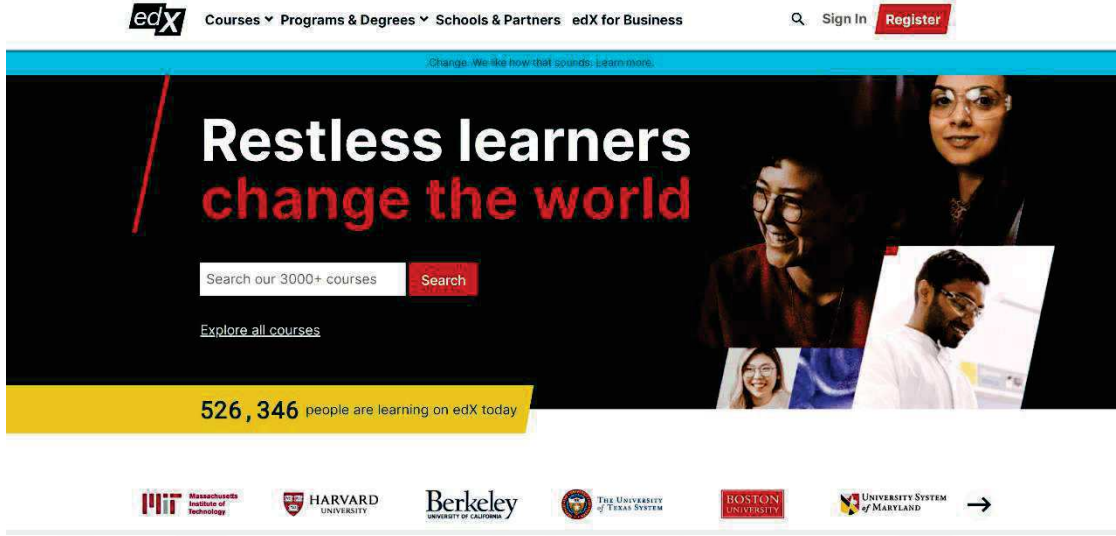 edX
Courses Programs & Degrees Schools & Partners edX for Business
Sign In
Register
Change. We like how that sounds. Learn more.
Restless learners
change the world
Search our 3000+ courses
Search
Explore all courses
526,346 people are learning on edX today
MIT
Massachusetts
Institute of
Technology
HARVARD
UNIVERSITY
Berkeley
UNIVERSITY OF CALIFORNIA
THE UNIVERSITY
of TEXAS SYSTEM
BOSTON
UNIVERSITY
UNIVERSITY SYSTEM
of MARYLAND